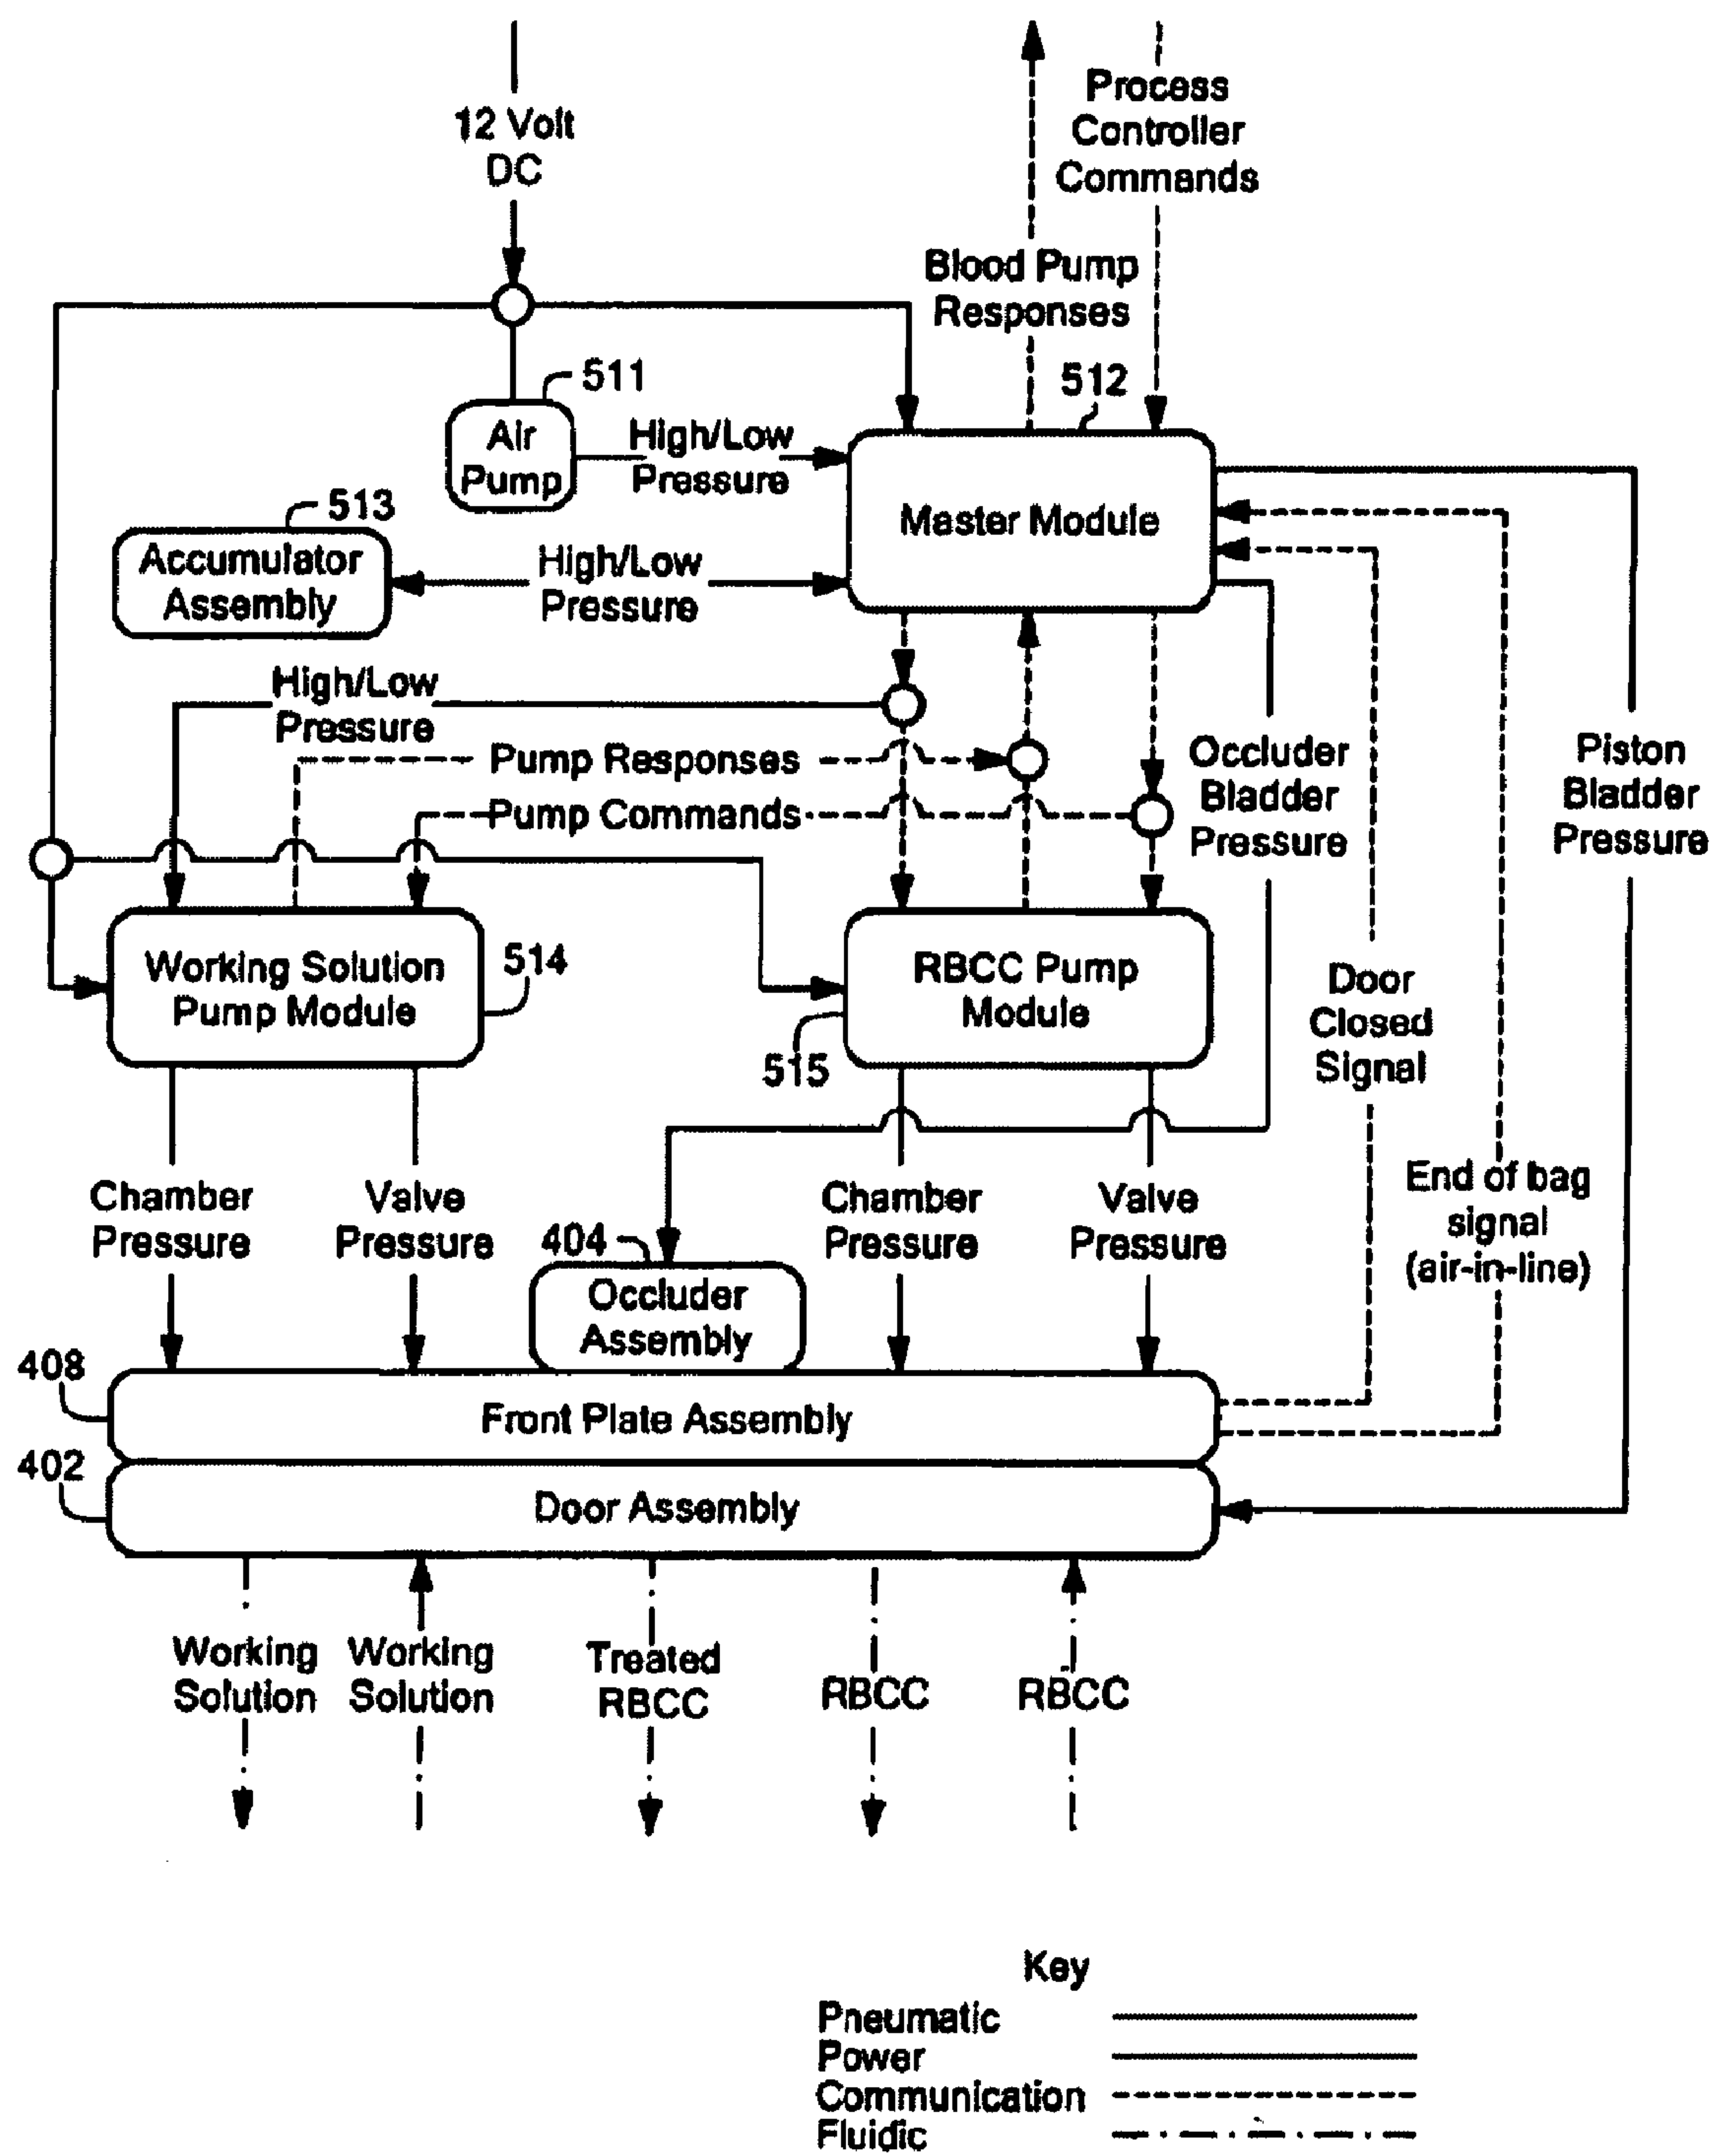 12 Volt
DC
Process
Controller
Commands
Blood Pump
Responses
511
512
Air
Pump
High/Low
Pressure
Master Module
513
Accumulator
Assembly
High/Low
Pressure
High/Low
Pressure
Pump Responses
Pump Commands
Occluder
Bladder
Pressure
Piston
Bladder
Pressure
Working Solution
Pump Module
514
RBCC Pump
Module
515
Door
Closed
Signal
Chamber
Pressure
Valve
Pressure
404
Occluder
Assembly
Chamber
Pressure
Valve
Pressure
End of bag
signal
(air-in-line)
408
Front Plate Assembly
402
Door Assembly
Working
Solution
Working
Solution
Treated
RBCC
RBCC
RBCC
Key
Pneumatic
Power
Communication
Fluidic